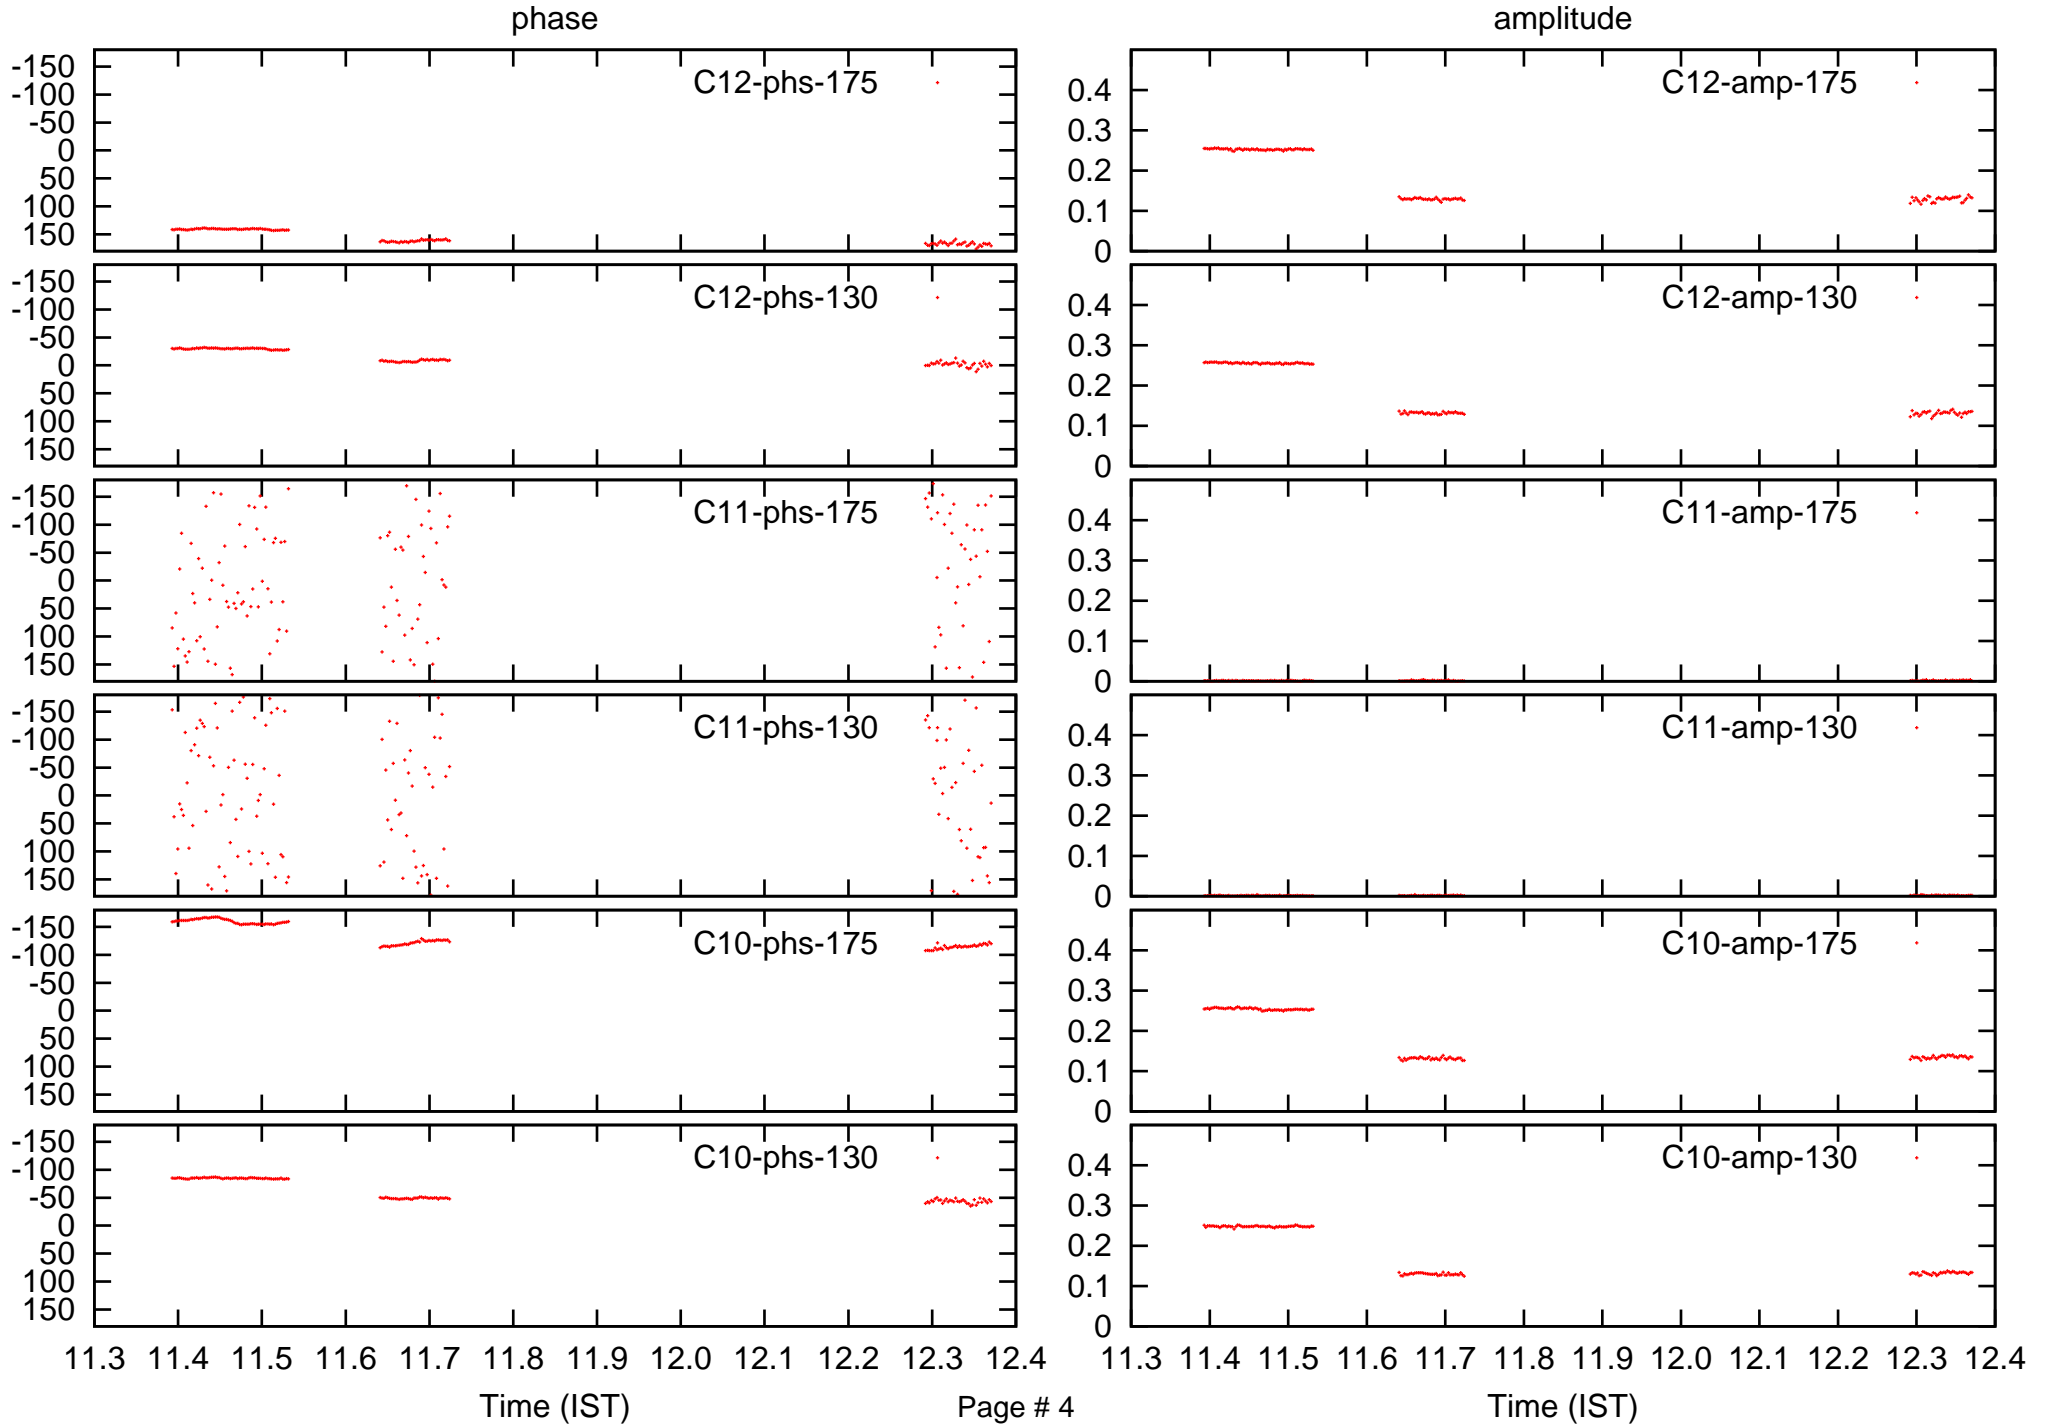 phase amplitude
-150 -100 -50 0 50 100 150 C12-phs-175 0.4 0.3 0.2 0.1 0 C12-amp-175
-150 -100 -50 0 50 100 150 C12-phs-130 0.4 0.3 0.2 0.1 0 C12-amp-130
-150 -100 -50 0 50 100 150 C11-phs-175 0.4 0.3 0.2 0.1 0 C11-amp-175
-150 -100 -50 0 50 100 150 C11-phs-130 0.4 0.3 0.2 0.1 0 C11-amp-130
-150 -100 -50 0 50 100 150 C10-phs-175 0.4 0.3 0.2 0.1 0 C10-amp-175
-150 -100 -50 0 50 100 150 C10-phs-130 0.4 0.3 0.2 0.1 0 C10-amp-130
11.3 11.4 11.5 11.6 11.7 11.8 11.9 12.0 12.1 12.2 12.3 12.4 11.3 11.4 11.5 11.6 11.7 11.8 11.9 12.0 12.1 12.2 12.3 12.4
Time (IST) Page # 4 Time (IST)